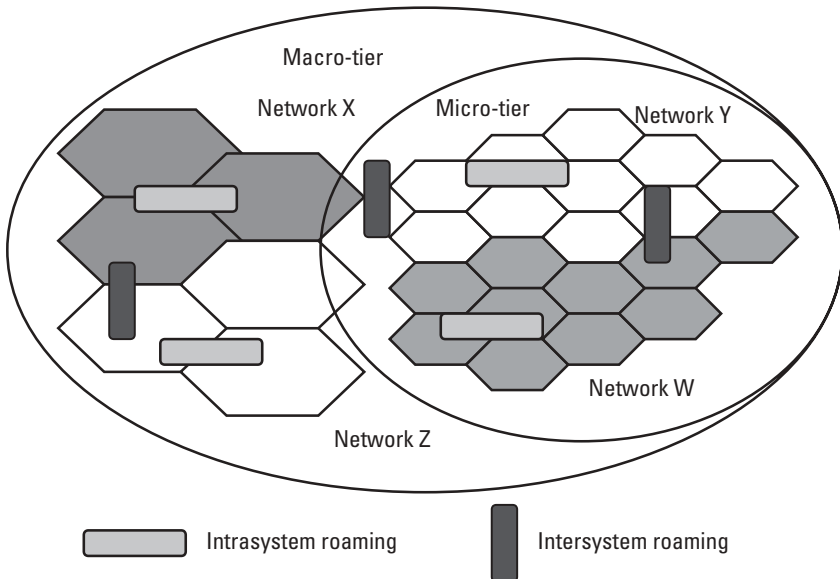 Macro-tier
Network X
Micro-tier
Network Y
Network W
Network Z
Intrasystem roaming
Intersystem roaming